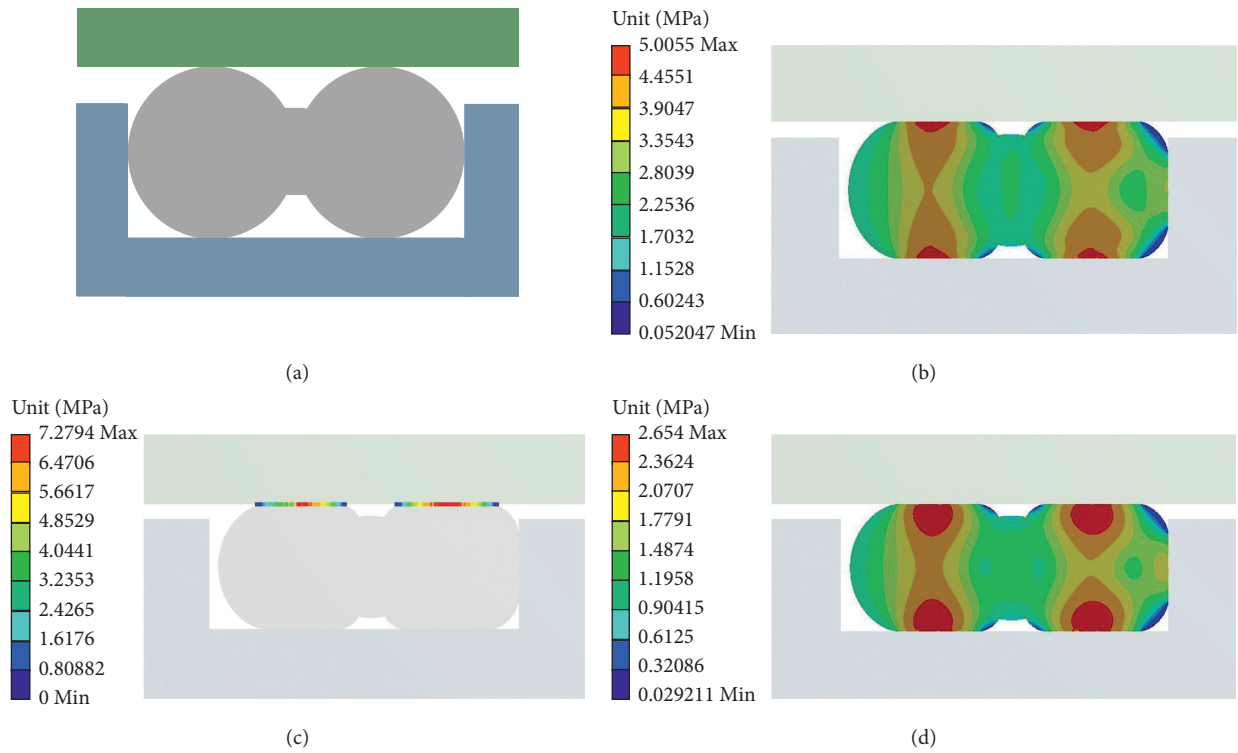 (a)
Unit (MPa)
5.0055 Max
4.4551
3.9047
3.3543
2.8039
2.2536
1.7032
1.1528
0.60243
0.052047 Min
(b)
Unit (MPa)
7.2794 Max
6.4706
5.6617
4.8529
4.0441
3.2353
2.4265
1.6176
0.80882
0 Min
(c)
Unit (MPa)
2.654 Max
2.3624
2.0707
1.7791
1.4874
1.1958
0.90415
0.6125
0.32086
0.029211 Min
(d)